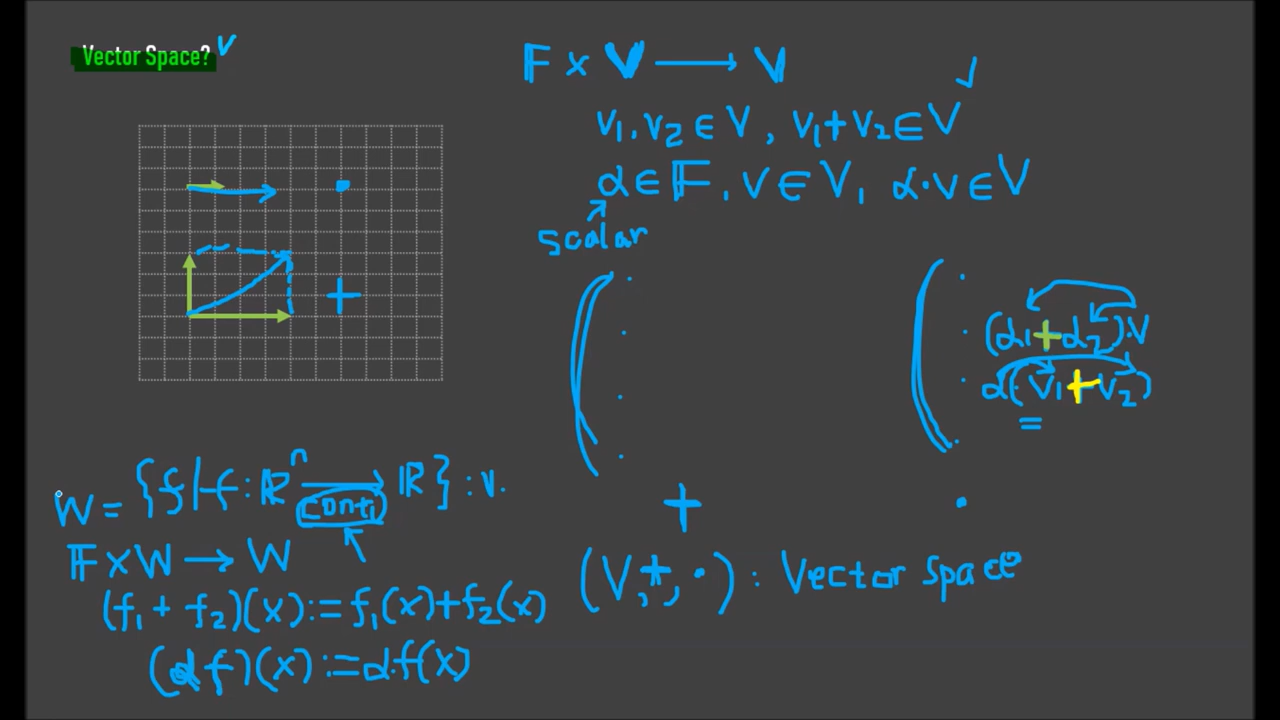 Vector Space? V
𝔽 × V ⟶ V
v₁, v₂ ∈ V, v₁+v₂ ∈ V ✓
α ∈ 𝔽, v ∈ V, α·v ∈ V
scalar
·
+
(α₁+α₂)·v
α(v₁+v₂)
=
W = {f | f : ℝⁿ ⟶ ℝ} : v.
conti
+ ·
𝔽 × W → W
(V, +, ·) : Vector space
(f₁ + f₂)(x) := f₁(x)+f₂(x)
(αf)(x) := α·f(x)